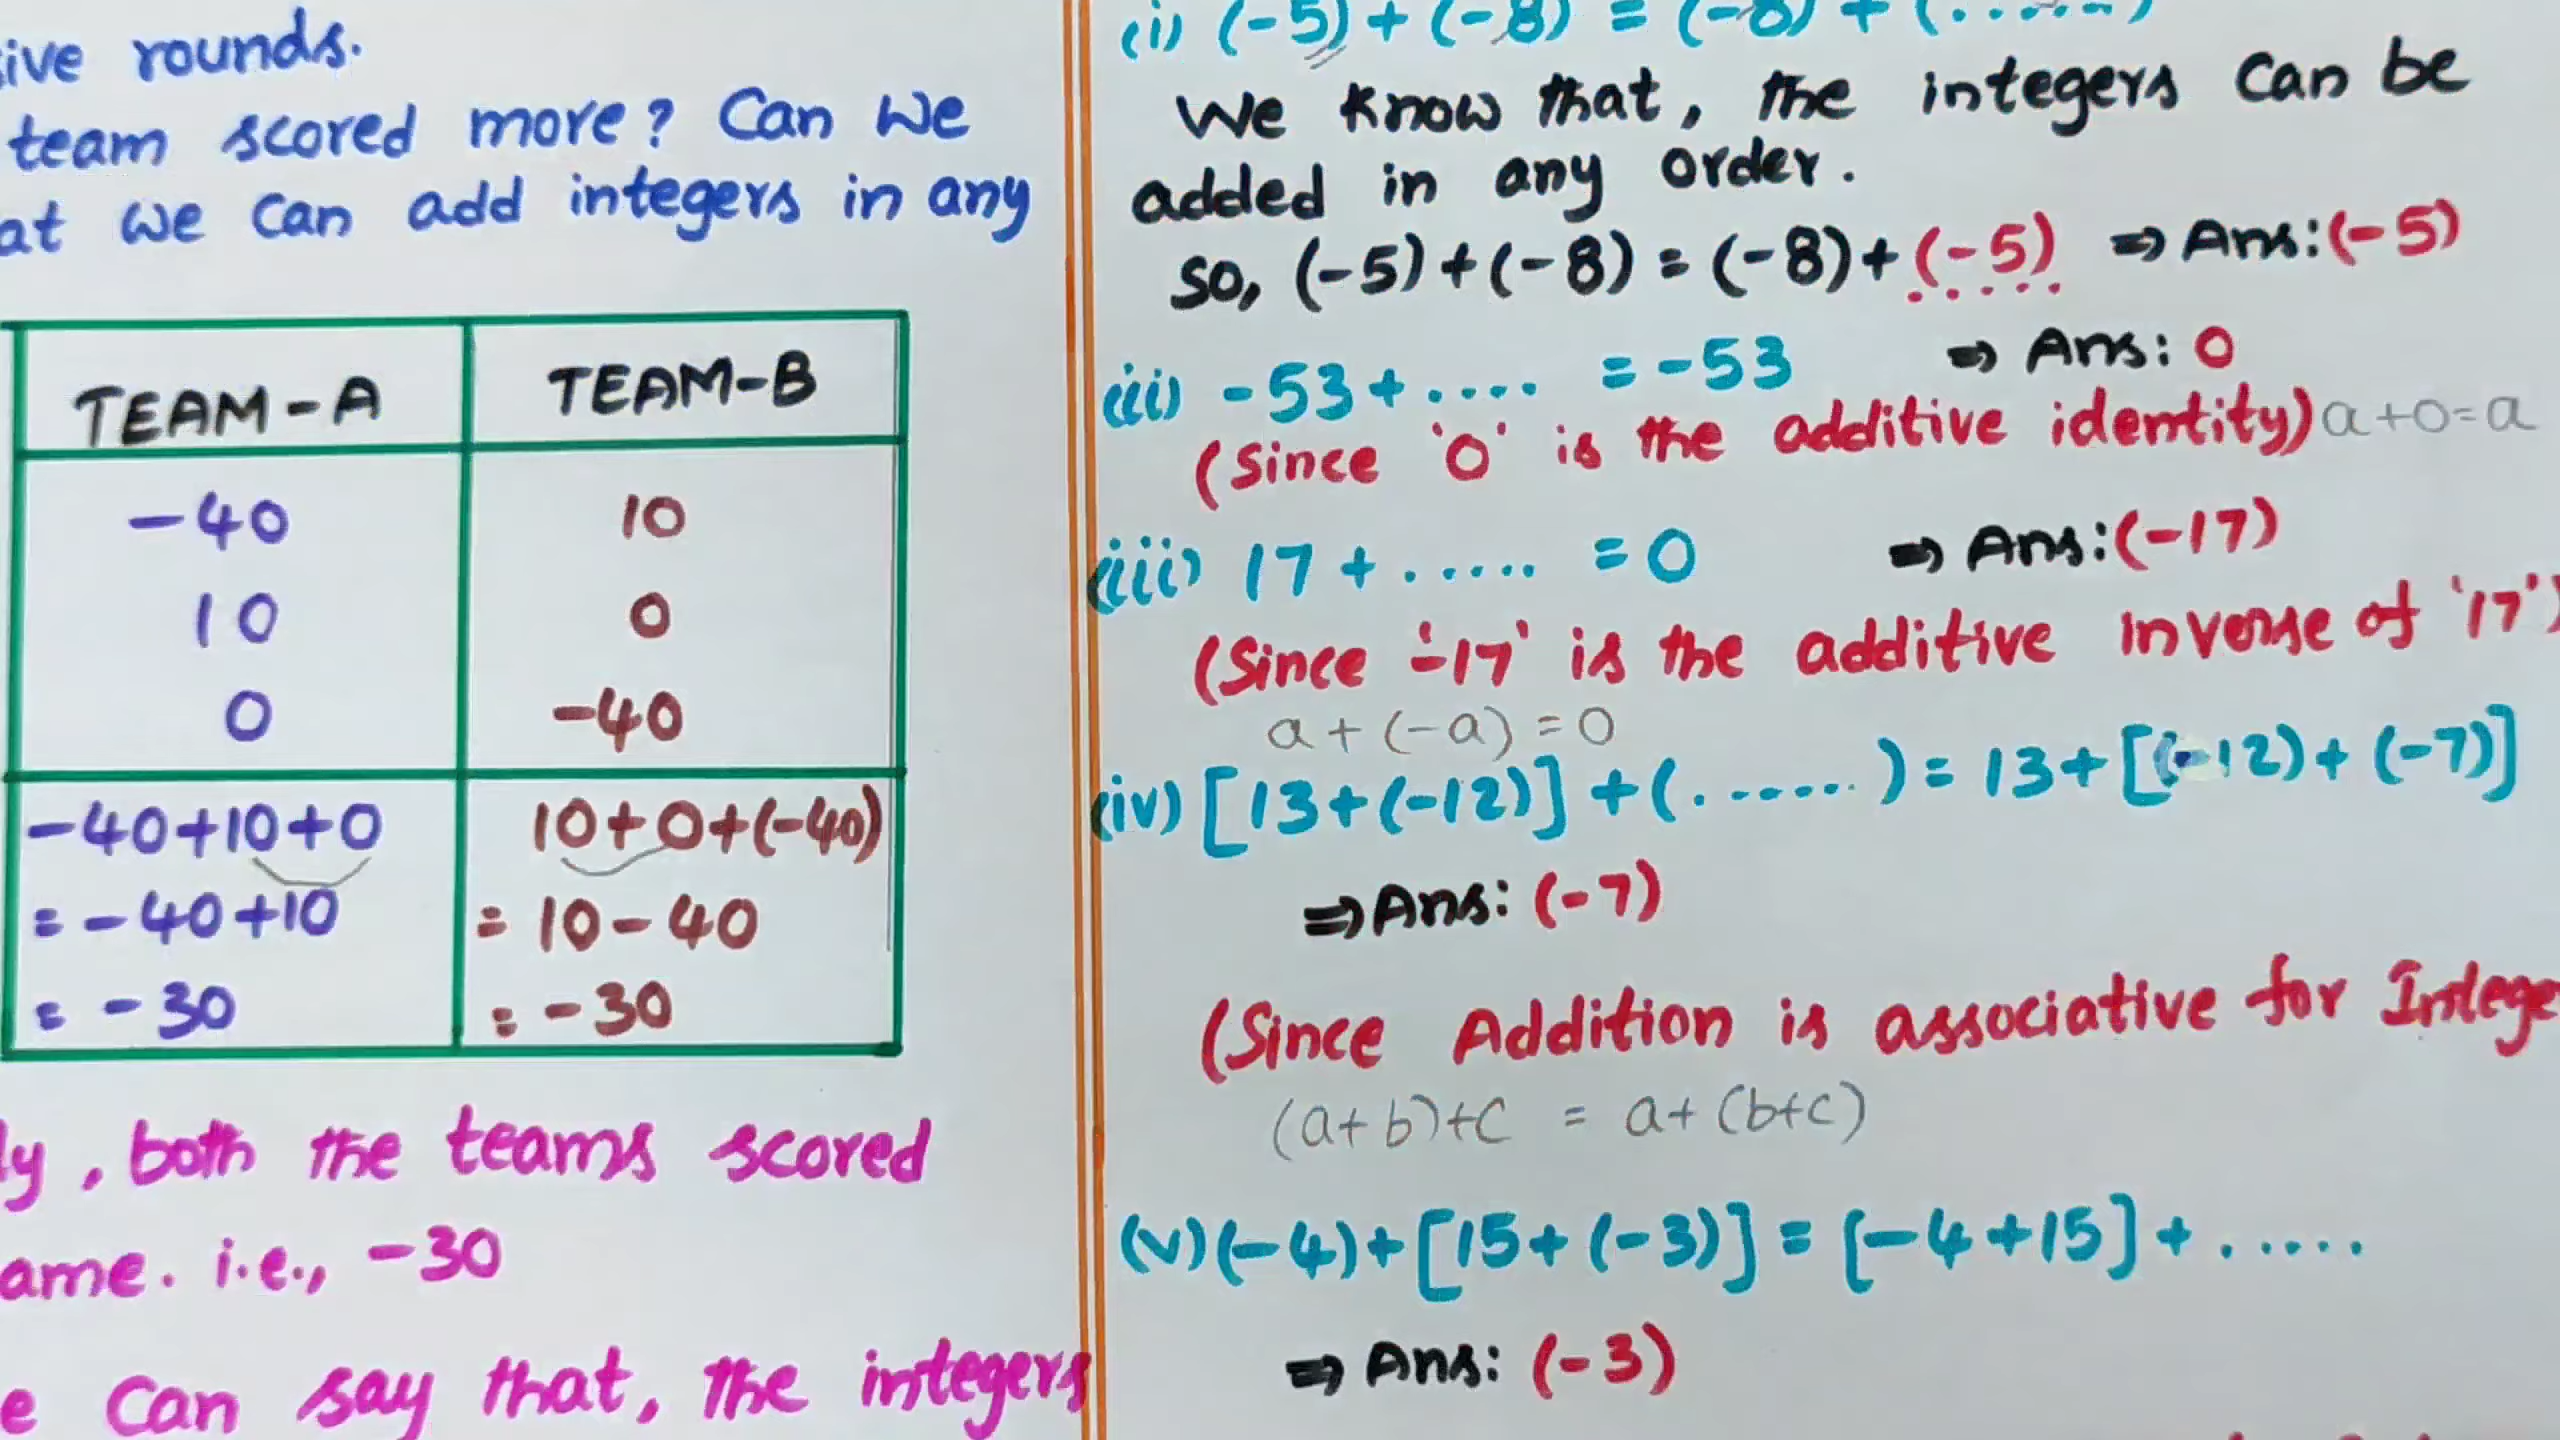 rounds.
team scored more? Can we
we can add integers in any
TEAM-A TEAM-B
-40 10
10 0
0 -40
-40+10+0 10+0+(-40)
= -40+10 = 10-40
= -30 = -30
, both the teams scored
i.e., -30
Can say that, the integers
(i) (-5)+(-8) = (-8)+(.....)
We know that, the integers can be
added in any order.
so, (-5)+(-8) = (-8)+(-5) ⇒ Ans:(-5)
(ii) -53+.... = -53 ⇒ Ans: 0
(Since '0' is the additive identity) a+0=a
(iii) 17+..... = 0 ⇒ Ans:(-17)
(Since '-17' is the additive inverse of '17')
a+(-a) = 0
(iv) [13+(-12)]+(......) = 13+[(-12)+(-7)]
⇒ Ans: (-7)
(Since Addition is associative for
(a+b)+c = a+(b+c)
(v) (-4)+[15+(-3)] = [-4+15]+.....
⇒ Ans: (-3)